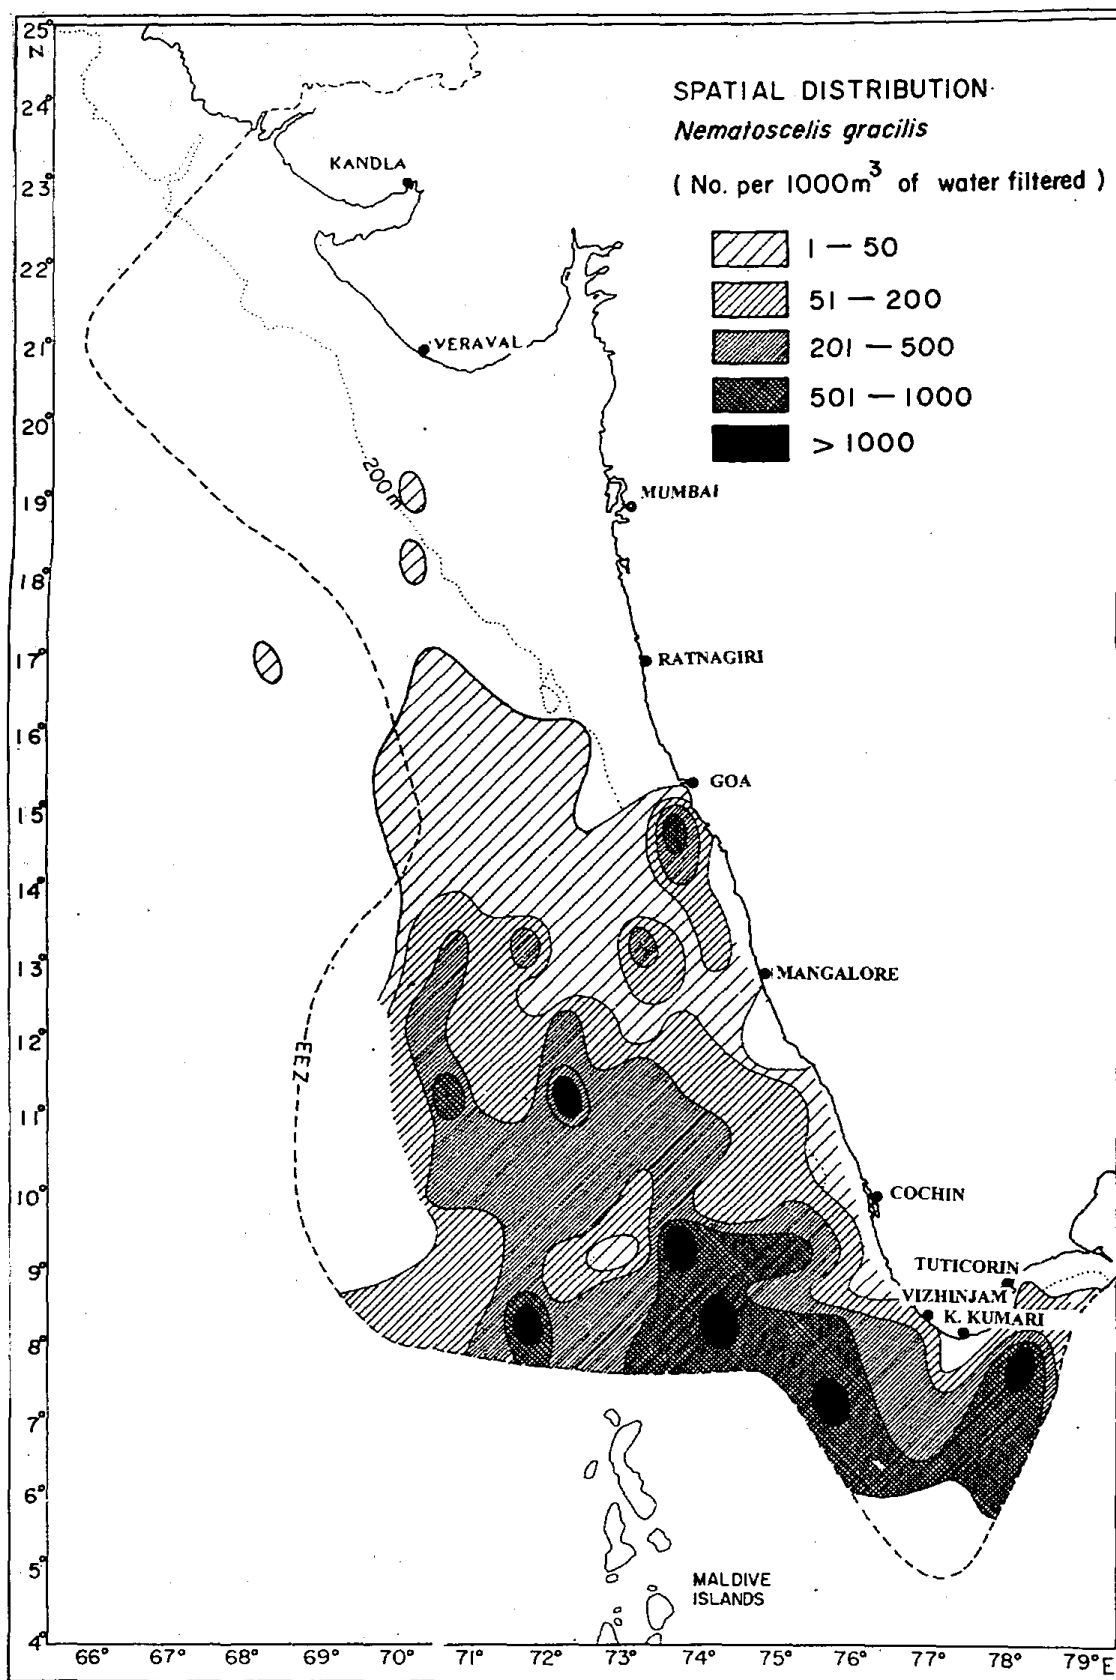 SPATIAL DISTRIBUTION
Nematoscelis gracilis
( No. per 1000m³ of water filtered )
1 — 50
51 — 200
201 — 500
501 — 1000
> 1000
25°
N
24°
23°
22°
21°
20°
19°
18°
17°
16°
15°
14°
13°
12°
11°
10°
9°
8°
7°
6°
5°
4°
KANDLA
VERAVAL
200m
MUMBAI
RATNAGIRI
GOA
MANGALORE
EEZ
COCHIN
TUTICORIN
VIZHINJAM
K. KUMARI
MALDIVE
ISLANDS
66° 67° 68° 69° 70° 71° 72° 73° 74° 75° 76° 77° 78° 79° E